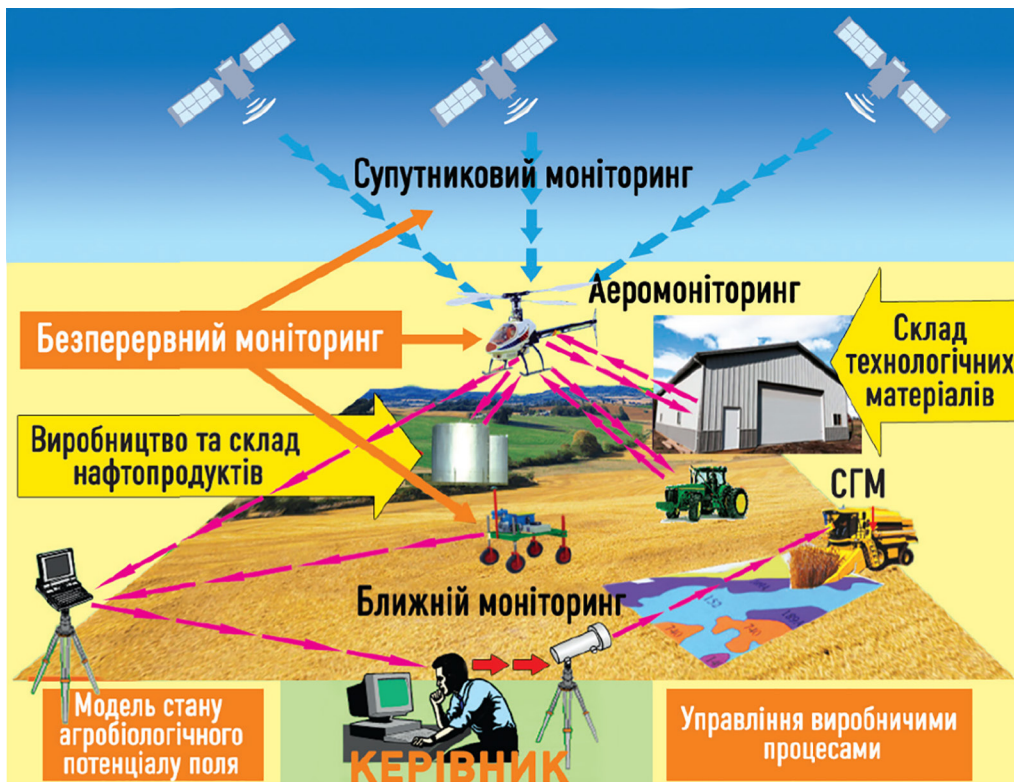 Супутниковий моніторинг
Аеромоніторинг
Безперервний моніторинг
Склад
технологічних
матеріалів
Виробництво та склад
нафтопродуктів
СГМ
Ближній моніторинг
Модель стану
агробіологічного
потенціалу поля
КЕРІВНИК
Управління виробничими
процесами